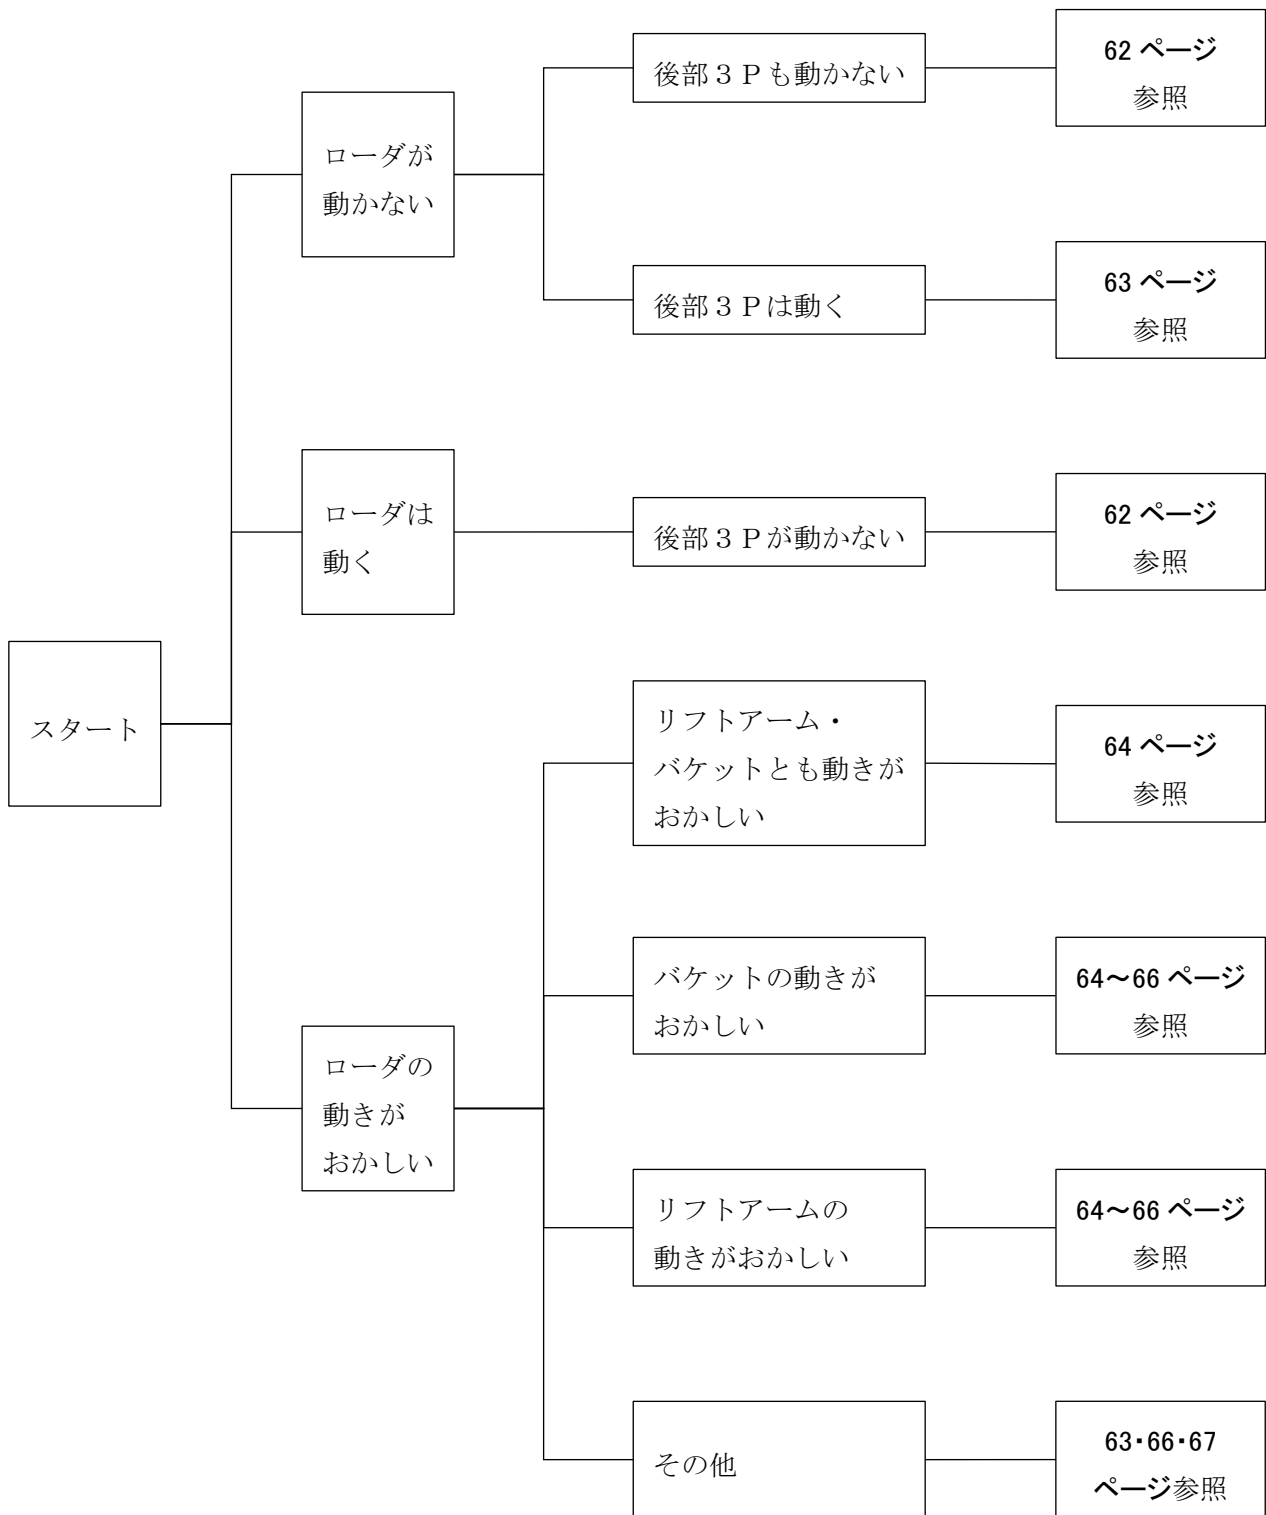 ローダが
動かない
後部３Ｐも動かない
62 ページ
参照
後部３Ｐは動く
63 ページ
参照
ローダは
動く
後部３Ｐが動かない
62 ページ
参照
スタート
ローダの
動きが
おかしい
リフトアーム・
バケットとも動きが
おかしい
64 ページ
参照
バケットの動きが
おかしい
64～66 ページ
参照
リフトアームの
動きがおかしい
64～66 ページ
参照
その他
63・66・67
ページ参照